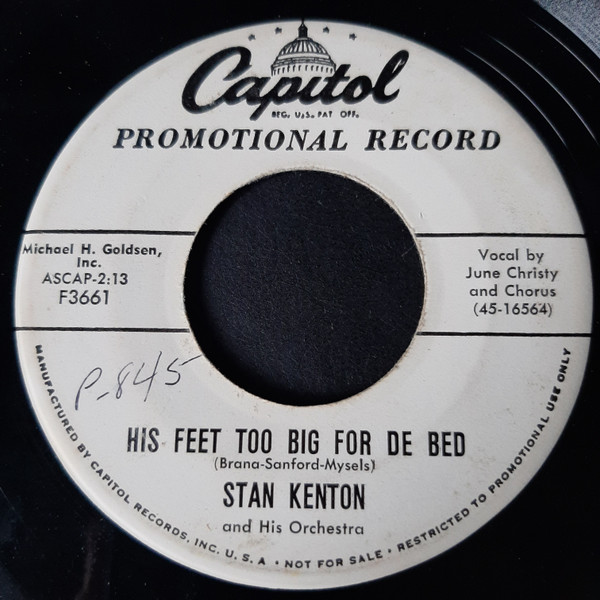 Capitol
REG. U.S. PAT. OFF.
PROMOTIONAL RECORD
Michael H. Goldsen,
Inc.
ASCAP-2:13
F3661
Vocal by
June Christy
and Chorus
(45-16564)
P-845
HIS FEET TOO BIG FOR DE BED
(Brana-Sanford-Mysels)
STAN KENTON
and His Orchestra
MANUFACTURED BY CAPITOL RECORDS, INC. U. S. A • NOT FOR SALE • RESTRICTED TO PROMOTIONAL USE ONLY